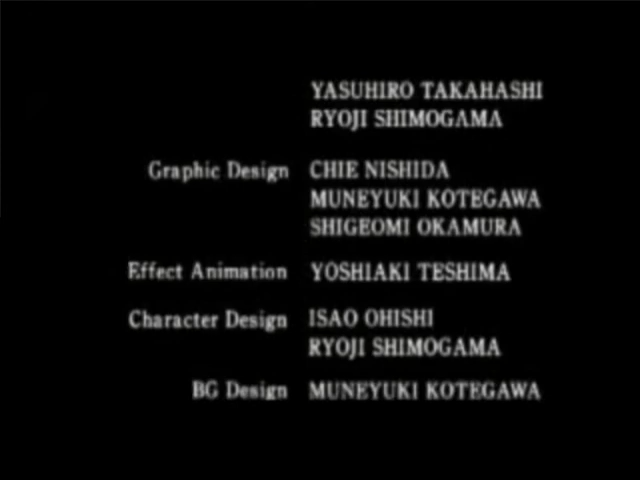 YASUHIRO TAKAHASHI
RYOJI SHIMOGAMA
Graphic Design CHIE NISHIDA
MUNEYUKI KOTEGAWA
SHIGEOMI OKAMURA
Effect Animation YOSHIAKI TESHIMA
Character Design ISAO OHISHI
RYOJI SHIMOGAMA
BG Design MUNEYUKI KOTEGAWA